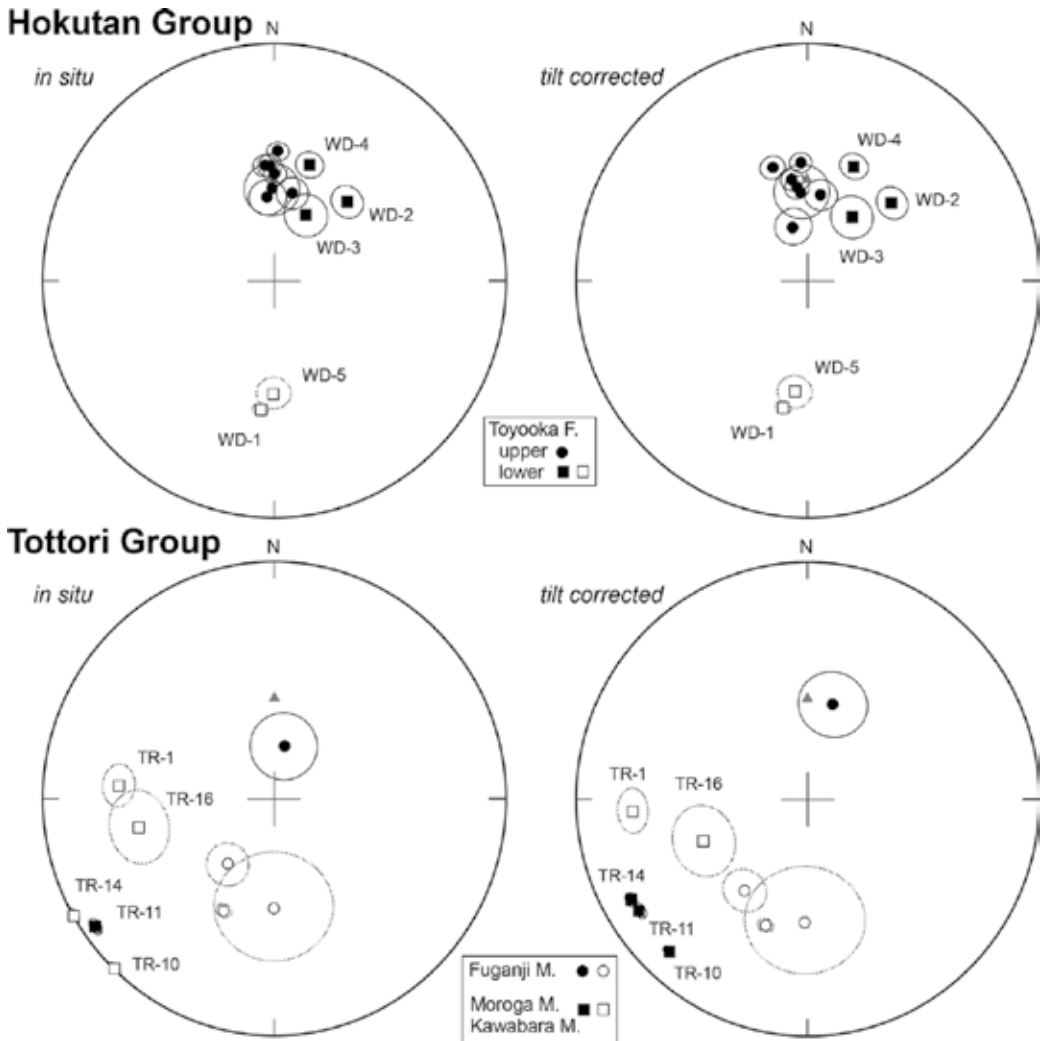 Hokutan Group
in situ
N
WD-4
WD-2
WD-3
WD-5
WD-1
tilt corrected
N
WD-4
WD-2
WD-3
WD-5
WD-1
Toyooka F.
upper
lower
Tottori Group
in situ
N
TR-1
TR-16
TR-14
TR-11
TR-10
tilt corrected
N
TR-1
TR-16
TR-14
TR-11
TR-10
Fuganji M.
Moroga M.
Kawabara M.